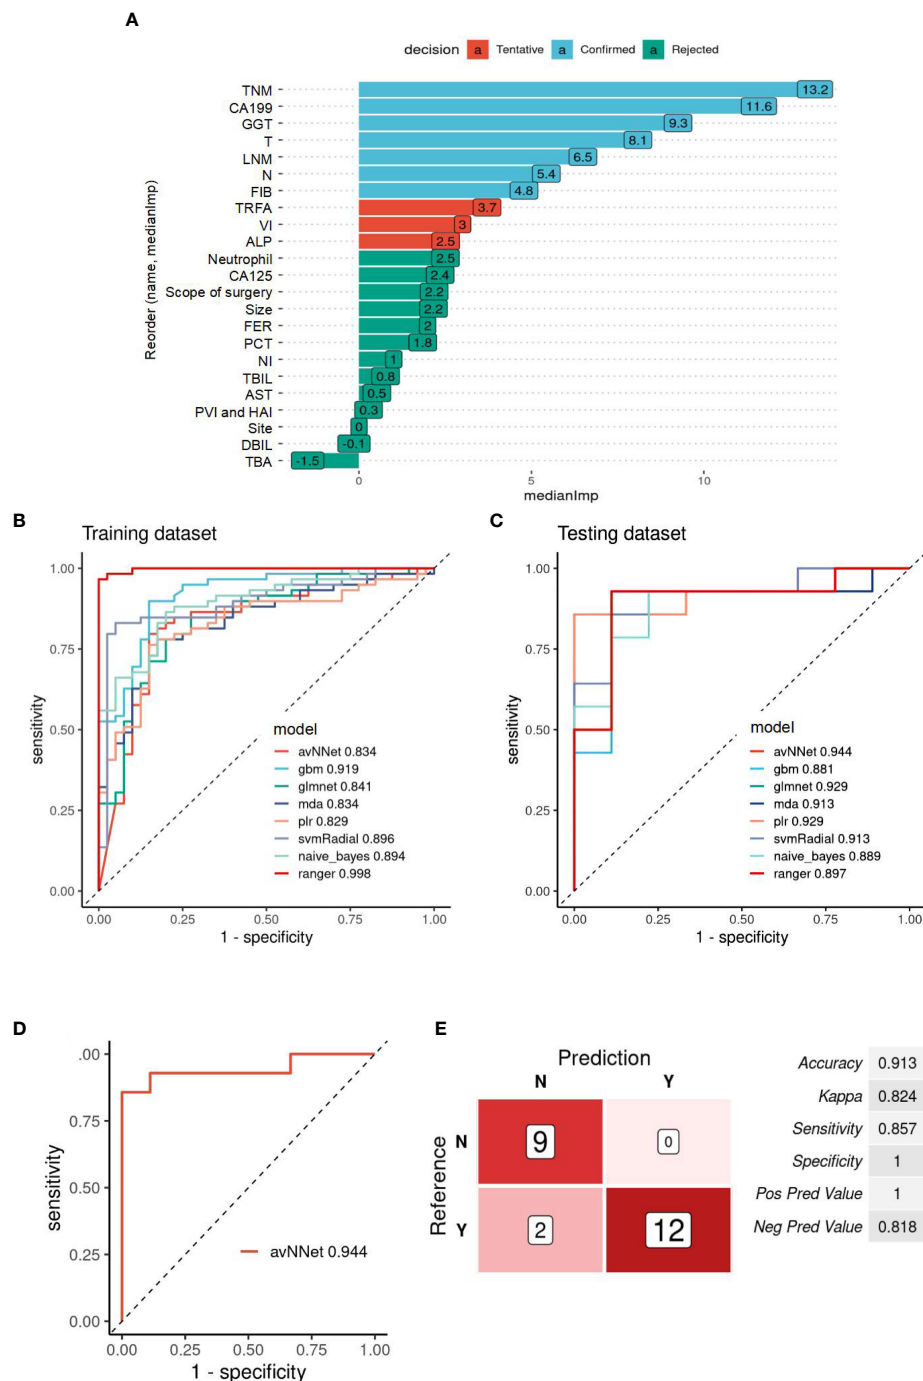 A
decision a Tentative a Confirmed a Rejected
Reorder (name, medianImp)
TNM 13.2
CA199 11.6
GGT 9.3
T 8.1
LNM 6.5
N 5.4
FIB 4.8
TRFA 3.7
VI 3
ALP 2.5
Neutrophil 2.5
CA125 2.4
Scope of surgery 2.2
Size 2.2
FER 2
PCT 1.8
NI 1
TBIL 0.8
AST 0.5
PVI and HAI 0.3
Site 0
DBIL -0.1
TBA -1.5
0 5 10
medianImp
B
Training dataset
sensitivity
1.00
0.75
0.50
0.25
0.00
model
avNNet 0.834
gbm 0.919
glmnet 0.841
mda 0.834
plr 0.829
svmRadial 0.896
naive_bayes 0.894
ranger 0.998
0.00 0.25 0.50 0.75 1.00
1 - specificity
C
Testing dataset
sensitivity
1.00
0.75
0.50
0.25
0.00
model
avNNet 0.944
gbm 0.881
glmnet 0.929
mda 0.913
plr 0.929
svmRadial 0.913
naive_bayes 0.889
ranger 0.897
0.00 0.25 0.50 0.75 1.00
1 - specificity
D
sensitivity
.00
0.75
0.50
0.25
0.00
avNNet 0.944
0.00 0.25 0.50 0.75 1.00
1 - specificity
E
Prediction
N Y
Reference
N 9 0
Y 2 12
Accuracy 0.913
Kappa 0.824
Sensitivity 0.857
Specificity 1
Pos Pred Value 1
Neg Pred Value 0.818